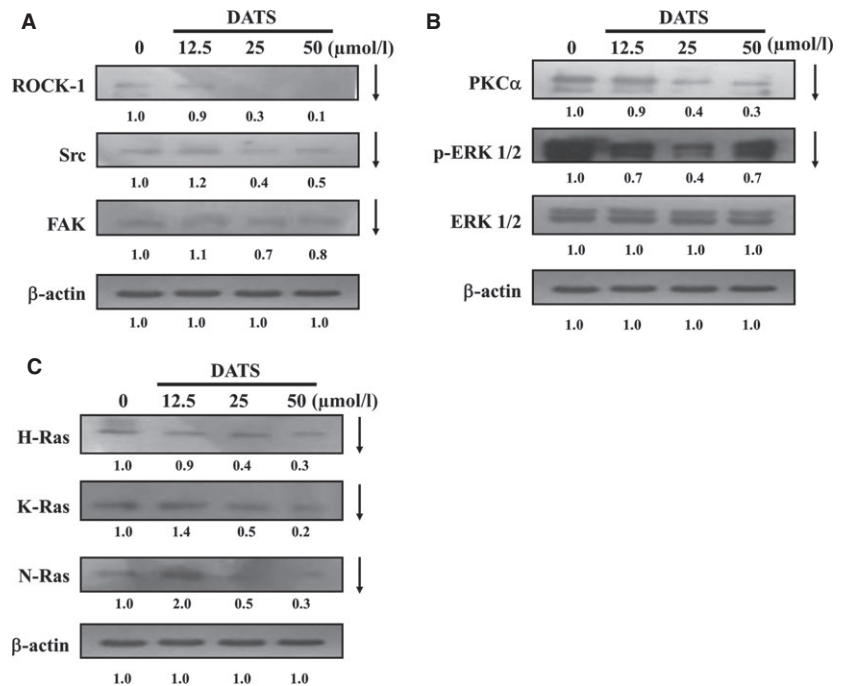 A
DATS
0 12.5 25 50 (µmol/l)
ROCK-1
1.0 0.9 0.3 0.1
Src
1.0 1.2 0.4 0.5
FAK
1.0 1.1 0.7 0.8
β-actin
1.0 1.0 1.0 1.0
B
DATS
0 12.5 25 50 (µmol/l)
PKCα
1.0 0.9 0.4 0.3
p-ERK 1/2
1.0 0.7 0.4 0.7
ERK 1/2
1.0 1.0 1.0 1.0
β-actin
1.0 1.0 1.0 1.0
C
DATS
0 12.5 25 50 (µmol/l)
H-Ras
1.0 0.9 0.4 0.3
K-Ras
1.0 1.4 0.5 0.2
N-Ras
1.0 2.0 0.5 0.3
β-actin
1.0 1.0 1.0 1.0